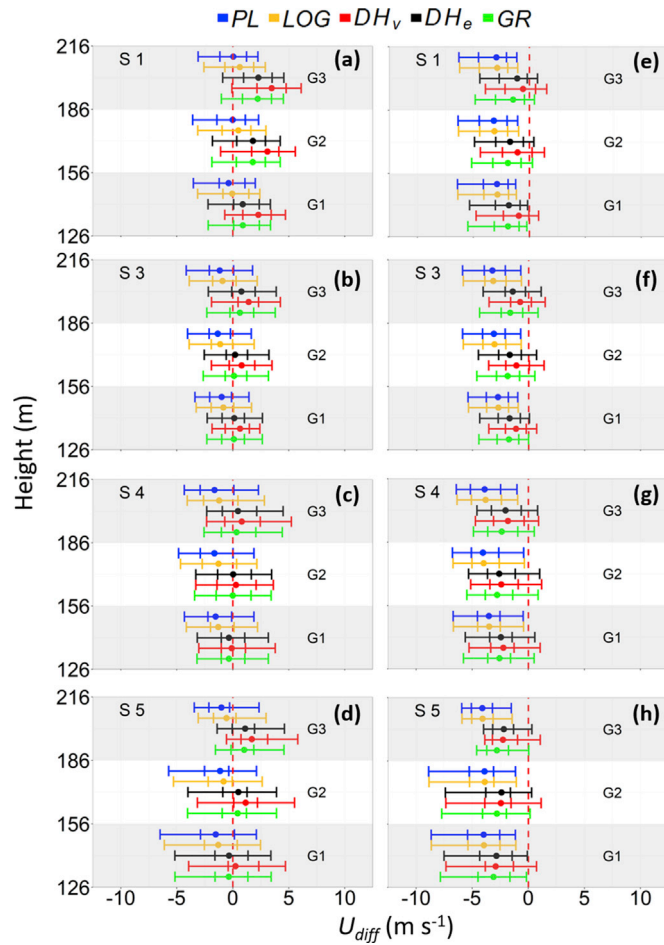 PL LOG DHv DHe GR
216 S 1 (a) S 1 (e)
G3 G3
186
G2 G2
156
G1 G1
126
216 S 3 (b) S 3 (f)
G3 G3
186
G2 G2
156
G1 G1
126
Height (m)
216 S 4 (c) S 4 (g)
G3 G3
186
G2 G2
156
G1 G1
126
216 S 5 (d) S 5 (h)
G3 G3
186
G2 G2
156
G1 G1
126
-10 -5 0 5 10 -10 -5 0 5 10
Udiff (m s-1)